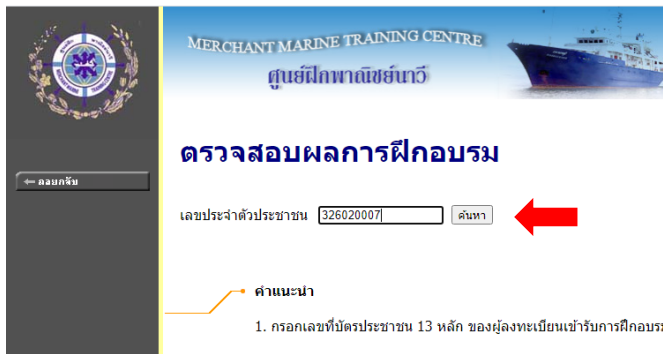 MERCHANT MARINE TRAINING CENTRE
ศูนย์ฝึกพาณิชย์นาวี
ตรวจสอบผลการฝึกอบรม
ถอยกลับ
เลขประจำตัวประชาชน 326020007 ค้นหา
คำแนะนำ
1. กรอกเลขที่บัตรประชาชน 13 หลัก ของผู้ลงทะเบียนเข้ารับการฝึกอบรม